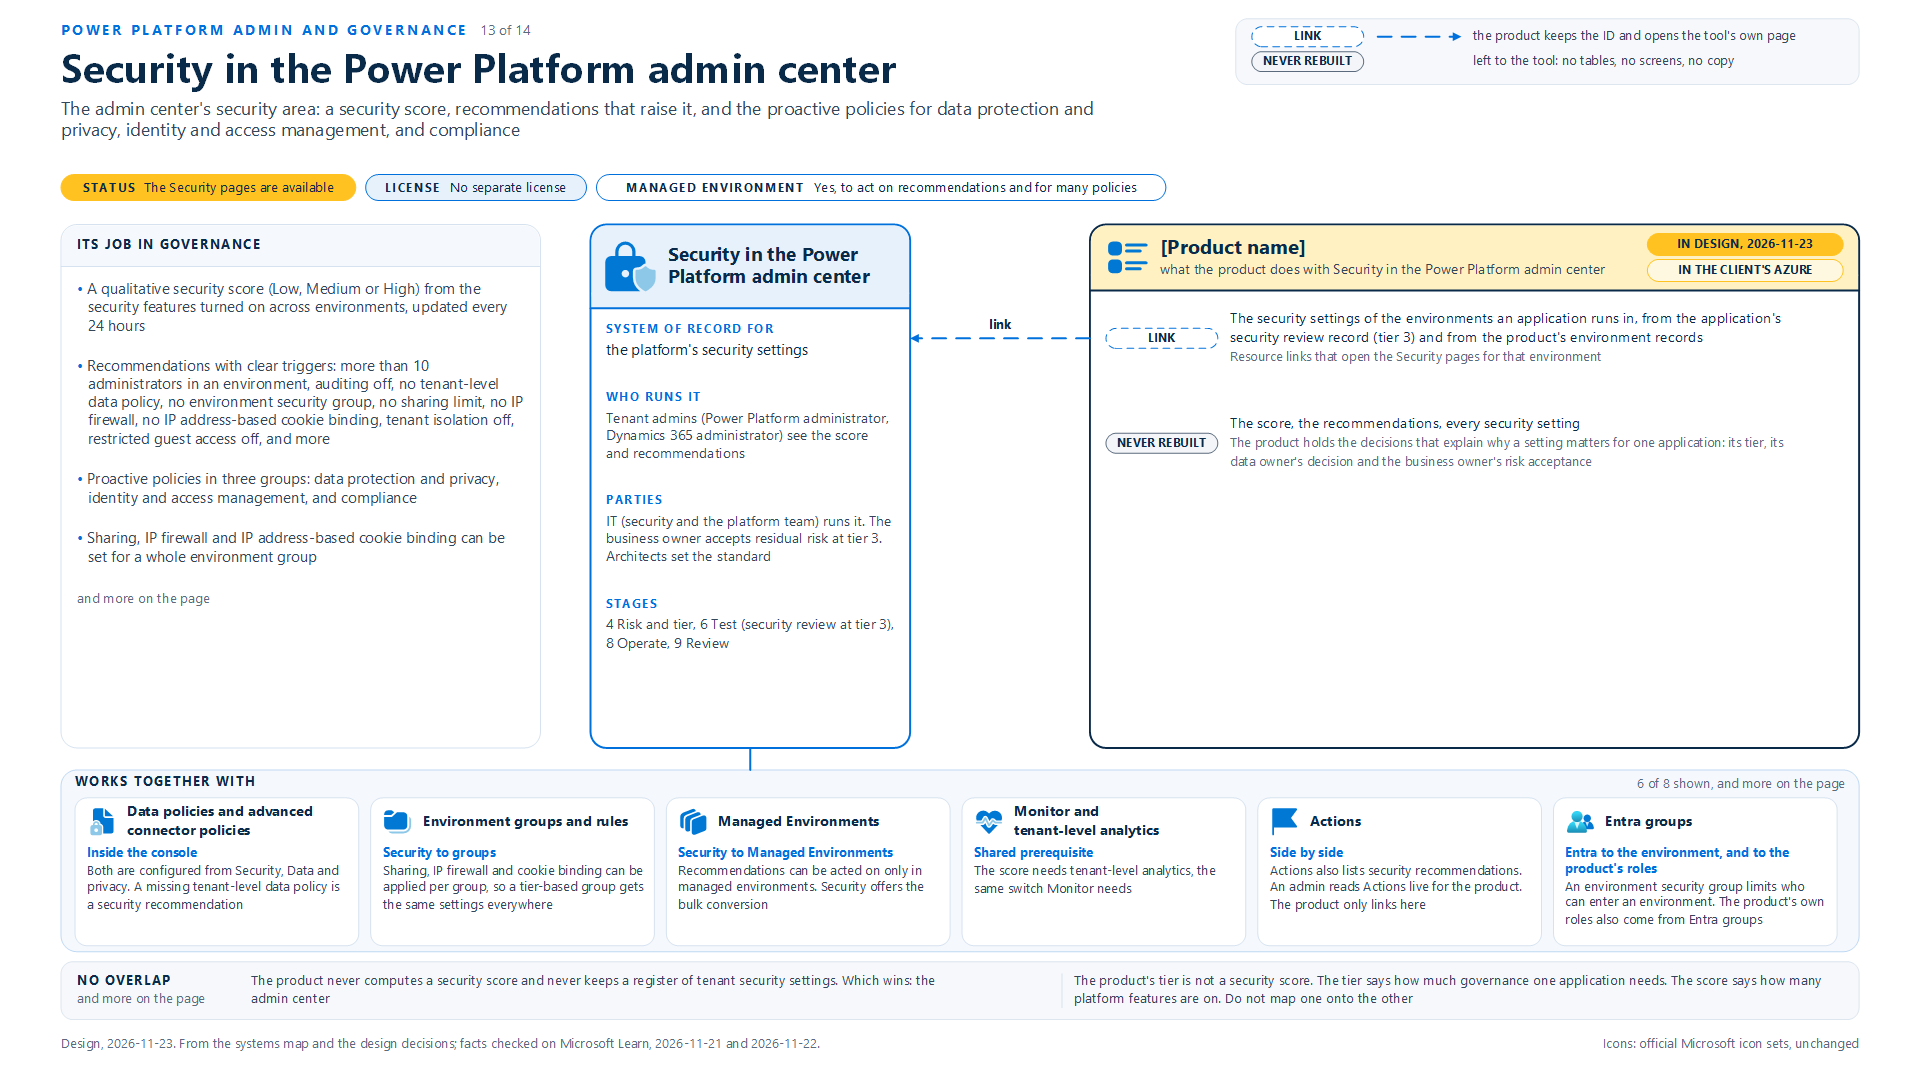 POWER PLATFORM ADMIN AND GOVERNANCE 13 of 14
Security in the Power Platform admin center
The admin center's security area: a security score, recommendations that raise it, and the proactive policies for data protection and
privacy, identity and access management, and compliance
LINK the product keeps the ID and opens the tool's own page
NEVER REBUILT left to the tool: no tables, no screens, no copy
STATUS The Security pages are available
LICENSE No separate license
MANAGED ENVIRONMENT Yes, to act on recommendations and for many policies
ITS JOB IN GOVERNANCE
• A qualitative security score (Low, Medium or High) from the
security features turned on across environments, updated every
24 hours
• Recommendations with clear triggers: more than 10
administrators in an environment, auditing off, no tenant-level
data policy, no environment security group, no sharing limit, no IP
firewall, no IP address-based cookie binding, tenant isolation off,
restricted guest access off, and more
• Proactive policies in three groups: data protection and privacy,
identity and access management, and compliance
• Sharing, IP firewall and IP address-based cookie binding can be
set for a whole environment group
and more on the page
Security in the Power
Platform admin center
SYSTEM OF RECORD FOR
the platform's security settings
WHO RUNS IT
Tenant admins (Power Platform administrator,
Dynamics 365 administrator) see the score
and recommendations
PARTIES
IT (security and the platform team) runs it. The
business owner accepts residual risk at tier 3.
Architects set the standard
STAGES
4 Risk and tier, 6 Test (security review at tier 3),
8 Operate, 9 Review
link
[Product name]
what the product does with Security in the Power Platform admin center
IN DESIGN, 2026-11-23
IN THE CLIENT'S AZURE
LINK
The security settings of the environments an application runs in, from the application's
security review record (tier 3) and from the product's environment records
Resource links that open the Security pages for that environment
NEVER REBUILT
The score, the recommendations, every security setting
The product holds the decisions that explain why a setting matters for one application: its tier, its
data owner's decision and the business owner's risk acceptance
WORKS TOGETHER WITH
6 of 8 shown, and more on the page
Data policies and advanced
connector policies
Inside the console
Both are configured from Security, Data and
privacy. A missing tenant-level data policy is
a security recommendation
Environment groups and rules
Security to groups
Sharing, IP firewall and cookie binding can be
applied per group, so a tier-based group gets
the same settings everywhere
Managed Environments
Security to Managed Environments
Recommendations can be acted on only in
managed environments. Security offers the
bulk conversion
Monitor and
tenant-level analytics
Shared prerequisite
The score needs tenant-level analytics, the
same switch Monitor needs
Actions
Side by side
Actions also lists security recommendations.
An admin reads Actions live for the product.
The product only links here
Entra groups
Entra to the environment, and to the
product's roles
An environment security group limits who
can enter an environment. The product's own
roles also come from Entra groups
NO OVERLAP
and more on the page
The product never computes a security score and never keeps a register of tenant security settings. Which wins: the
admin center
The product's tier is not a security score. The tier says how much governance one application needs. The score says how many
platform features are on. Do not map one onto the other
Design, 2026-11-23. From the systems map and the design decisions; facts checked on Microsoft Learn, 2026-11-21 and 2026-11-22.
Icons: official Microsoft icon sets, unchanged